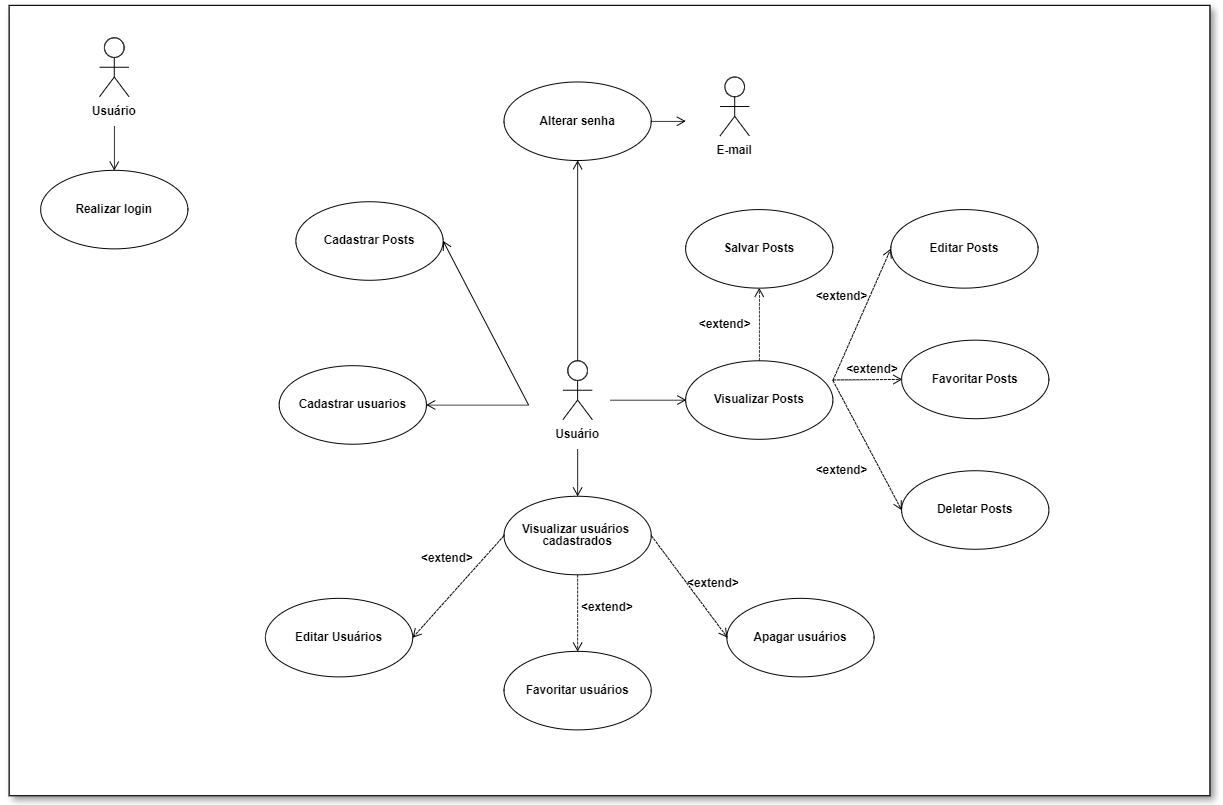 Usuário
Realizar login
Alterar senha
E-mail
Cadastrar Posts
Salvar Posts
Editar Posts
<extend>
<extend>
<extend>
Favoritar Posts
Cadastrar usuarios
Usuário
Visualizar Posts
<extend>
Deletar Posts
Visualizar usuários
cadastrados
<extend>
<extend>
<extend>
Editar Usuários
Apagar usuários
Favoritar usuários